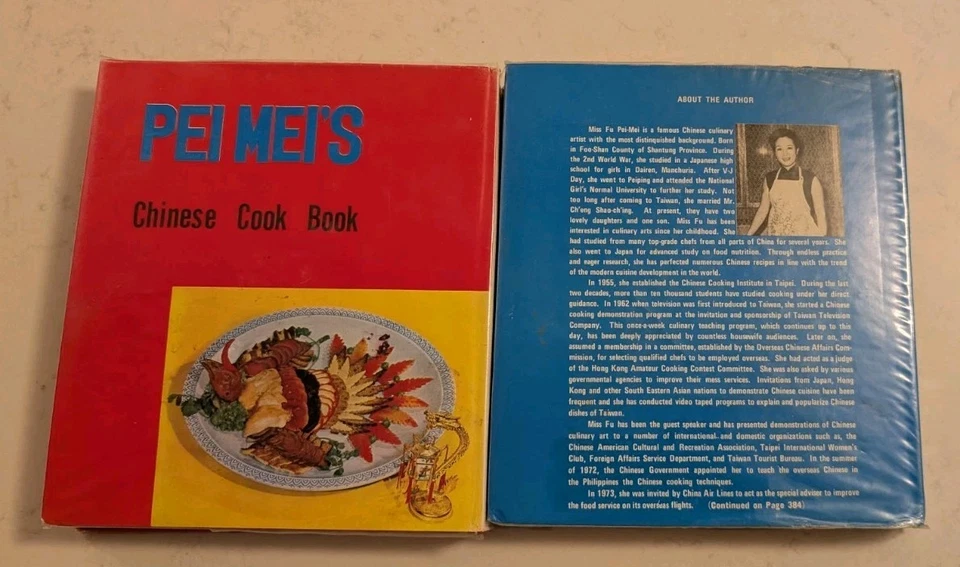 PEI MEI'S
Chinese Cook Book
ABOUT THE AUTHOR
Miss Fu Pei-Mei is a famous Chinese culinary
artist with the most distinguished background. Born
in Foo-Shan County of Shantung Province. During
the 2nd World War, she studied in a Japanese high
school for girls in Dairen, Manchuria. After V-J
Day, she went to Peiping and attended the National
Girl's Normal University to further her study. Not
too long after coming to Taiwan, she married Mr.
Ch'eng Shao-ch'ing. At present, they have two
lovely daughters and one son. Miss Fu has been
interested in culinary arts since her childhood. She
had studied from many top-grade chefs from all parts of China for several years. She
also went to Japan for advanced study on food nutrition. Through endless practice
and eager research, she has perfected numerous Chinese recipes in line with the trend
of the modern cuisine development in the world.
In 1955, she established the Chinese Cooking Institute in Taipei. During the last
two decades, more than ten thousand students have studied cooking under her direct
guidance. In 1962 when television was first introduced to Taiwan, she started a Chinese
cooking demonstration program at the invitation and sponsorship of Taiwan Television
Company. This once-a-week culinary teaching program, which continues up to this
day, has been deeply appreciated by countless housewife audiences. Later on, she
assumed a membership in a committee, established by the Overseas Chinese Affairs Com-
mission, for selecting qualified chefs to be employed overseas. She had acted as a judge
of the Hong Kong Amateur Cooking Contest Committee. She was also asked by various
governmental agencies to improve their mess services. Invitations from Japan, Hong
Kong and other South Eastern Asian nations to demonstrate Chinese cuisine have been
frequent and she has conducted video taped programs to explain and popularize Chinese
dishes of Taiwan.
Miss Fu has been the guest speaker and has presented demonstrations of Chinese
culinary art to a number of international and domestic organizations such as, the
Chinese American Cultural and Recreation Association, Taipei International Women's
Club, Foreign Affairs Service Department, and Taiwan Tourist Bureau. In the summer
of 1972, the Chinese Government appointed her to teach the overseas Chinese in
the Philippines the Chinese cooking techniques.
In 1973, she was invited by China Air Lines to act as the special adviser to improve
the food service on its overseas flights. (Continued on Page 384)